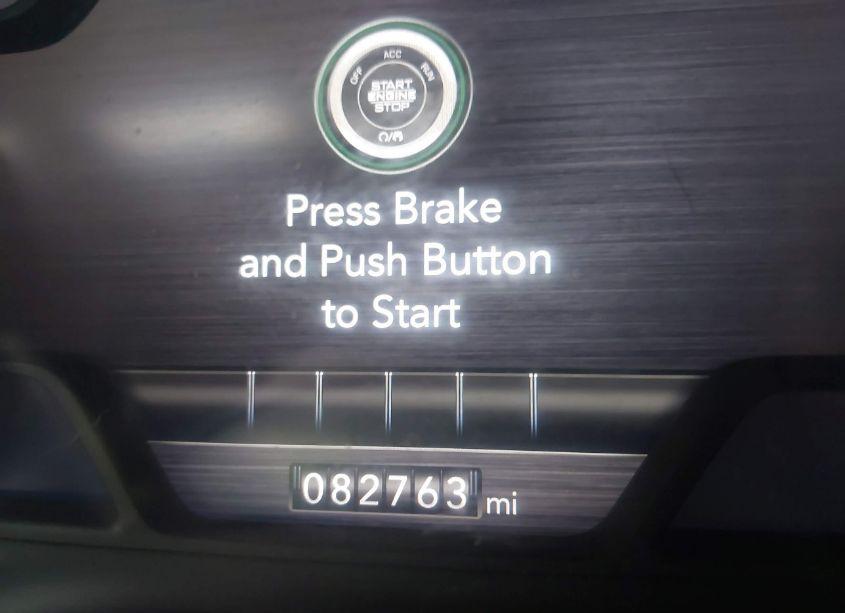 ACC
OFF RUN
START
ENGINE
STOP
Press Brake
and Push Button
to Start
082763 mi